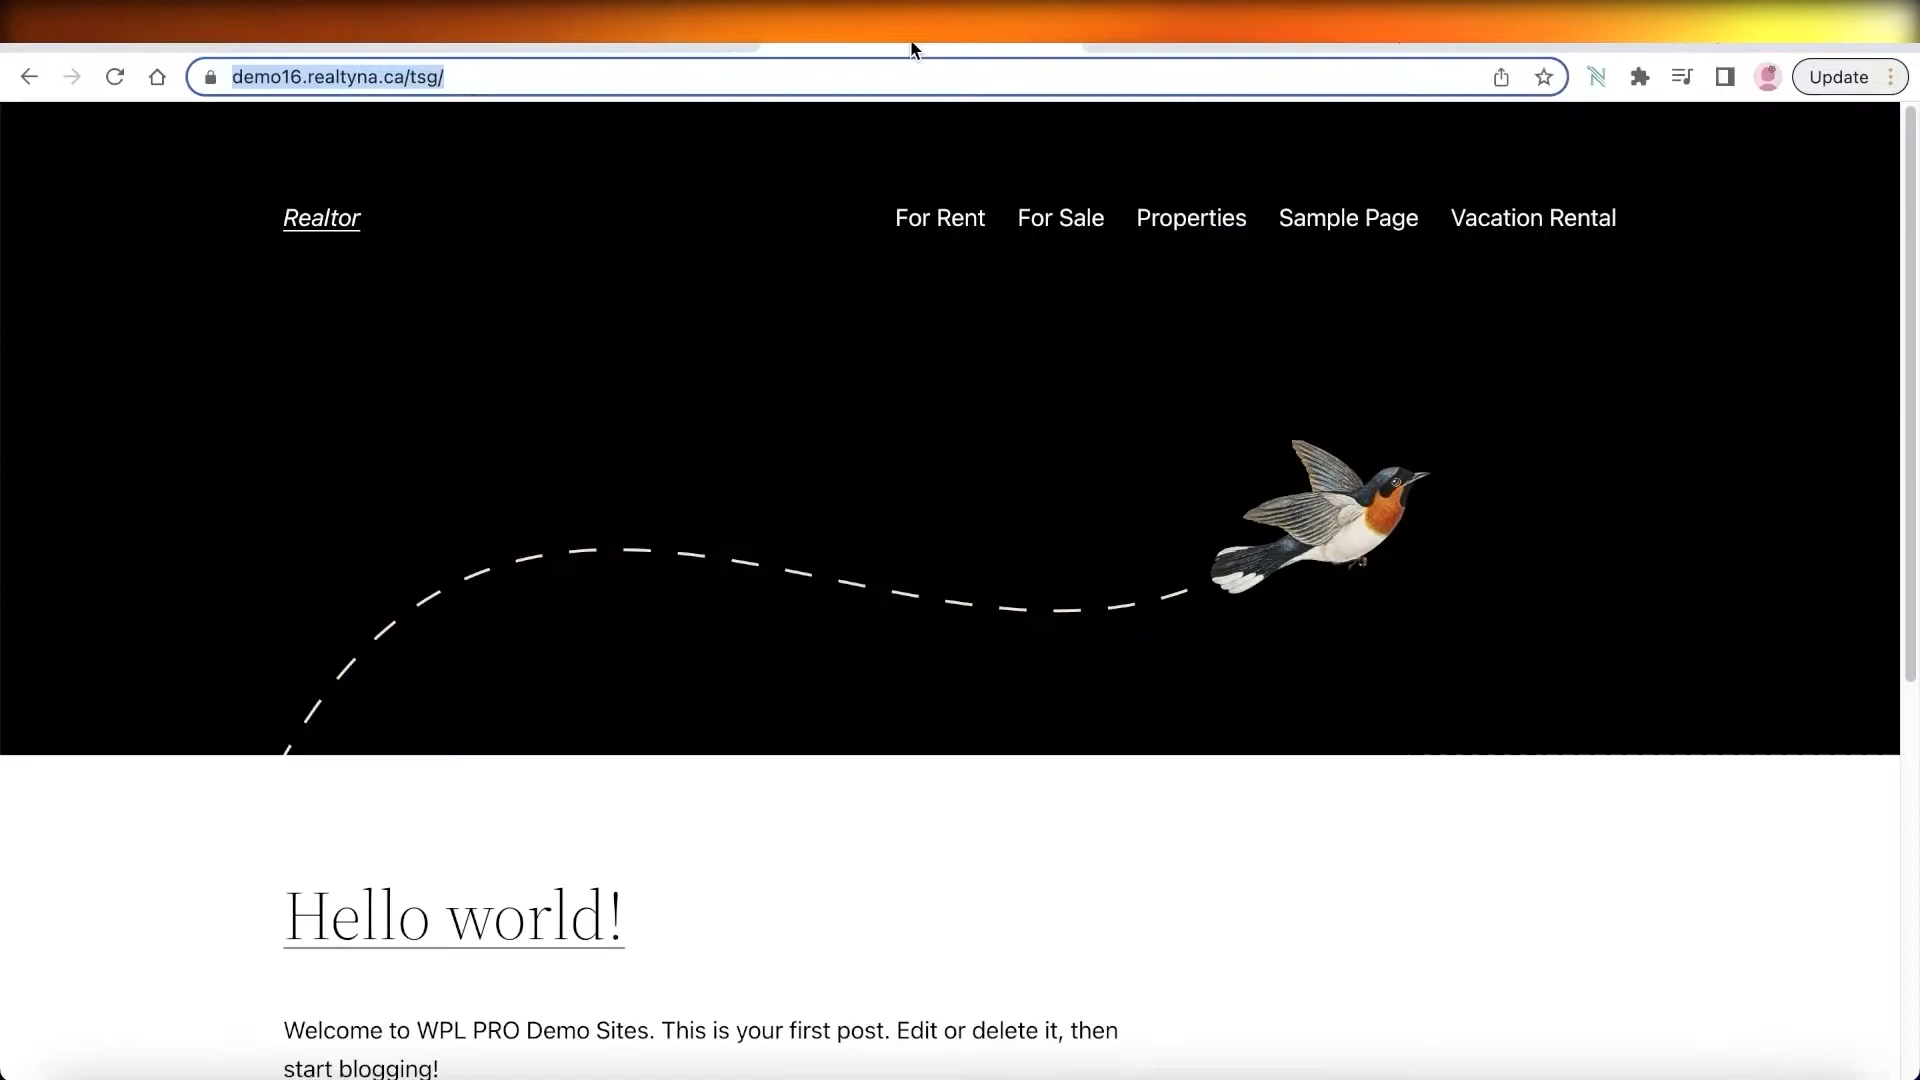 demo16.realtyna.ca/tsg/
Update
Realtor
For Rent For Sale Properties Sample Page Vacation Rental
Hello world!
Welcome to WPL PRO Demo Sites. This is your first post. Edit or delete it, then
start blogging!